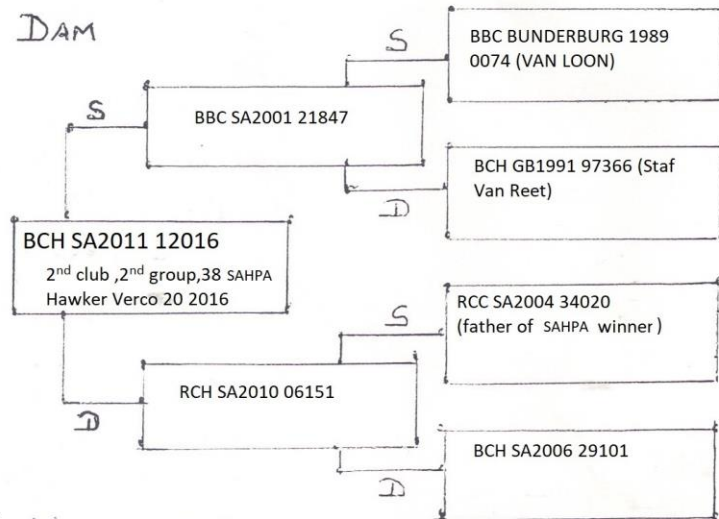 DAM
S
BBC BUNDERBURG 1989
0074 (VAN LOON)
S
BBC SA2001 21847
BCH GB1991 97366 (Staf
Van Reet)
D
BCH SA2011 12016
2nd club ,2nd group,38 SAHPA
Hawker Verco 20 2016
RCC SA2004 34020
(father of SAHPA winner )
S
RCH SA2010 06151
D
BCH SA2006 29101
D